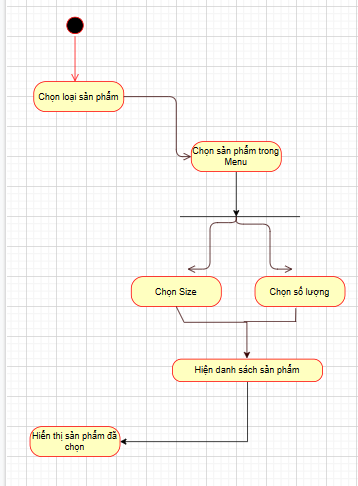 Chọn loại sản phẩm
Chọn sản phẩm trong
Menu
Chọn Size
Chọn số lượng
Hiện danh sách sản phẩm
Hiển thị sản phẩm đã
chọn